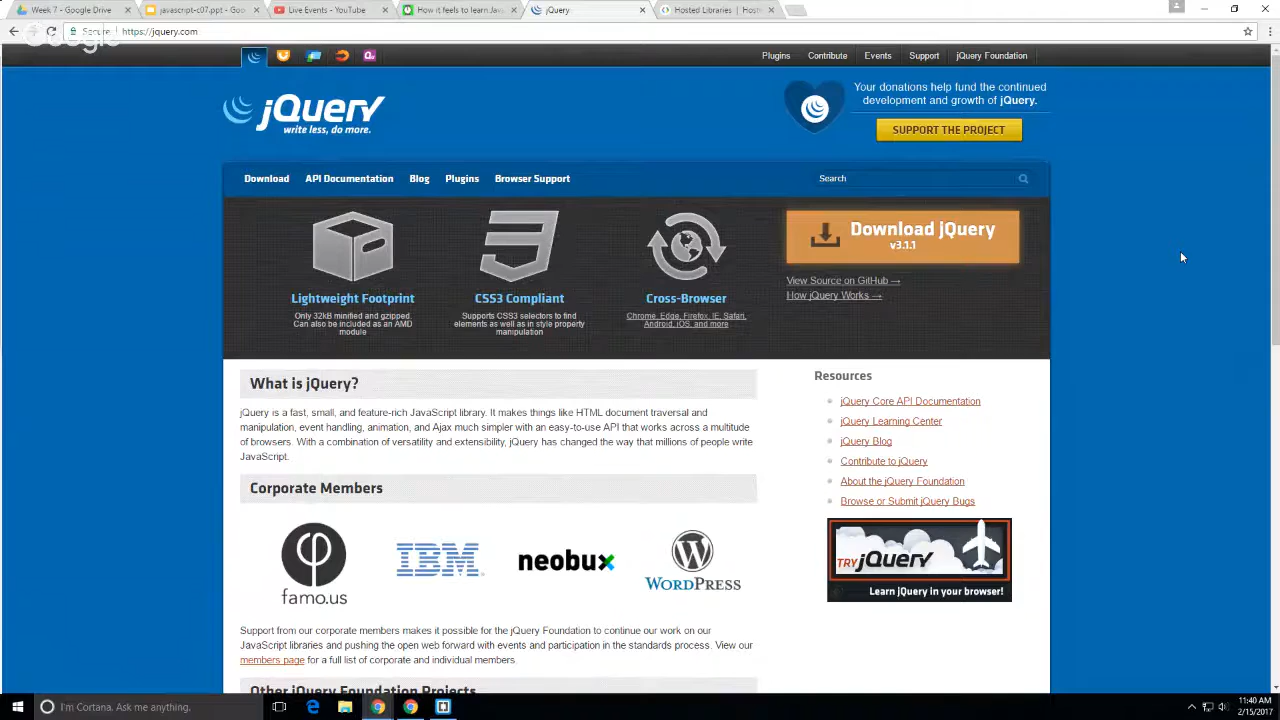 Week 7 - Google Drive
javascript-c07.ppt - Goo
Live Events - YouTube
How it feels to learn Jav
jQuery
Hosted Libraries | Host
Google
Secure
https://jquery.com
Plugins
Contribute
Events
Support
jQuery Foundation
jQuery
write less, do more.
Your donations help fund the continued
development and growth of jQuery.
SUPPORT THE PROJECT
Download
API Documentation
Blog
Plugins
Browser Support
Search
Lightweight Footprint
Only 32kB minified and gzipped.
Can also be included as an AMD
module
CSS3 Compliant
Supports CSS3 selectors to find
elements as well as in style property
manipulation
Cross-Browser
Chrome, Edge, Firefox, IE, Safari,
Android, iOS, and more
Download jQuery
v3.1.1
View Source on GitHub →
How jQuery Works →
What is jQuery?
jQuery is a fast, small, and feature-rich JavaScript library. It makes things like HTML document traversal and
manipulation, event handling, animation, and Ajax much simpler with an easy-to-use API that works across a multitude
of browsers. With a combination of versatility and extensibility, jQuery has changed the way that millions of people write
JavaScript.
Corporate Members
famo.us
IBM
neobux
WORDPRESS
Support from our corporate members makes it possible for the jQuery Foundation to continue our work on our
JavaScript libraries and pushing the open web forward with events and participation in the standards process. View our
members page for a full list of corporate and individual members
Other jQuery Foundation Projects
Resources
jQuery Core API Documentation
jQuery Learning Center
jQuery Blog
Contribute to jQuery
About the jQuery Foundation
Browse or Submit jQuery Bugs
TRY jQuery
Learn jQuery in your browser!
I'm Cortana. Ask me anything.
11:40 AM
2/15/2017